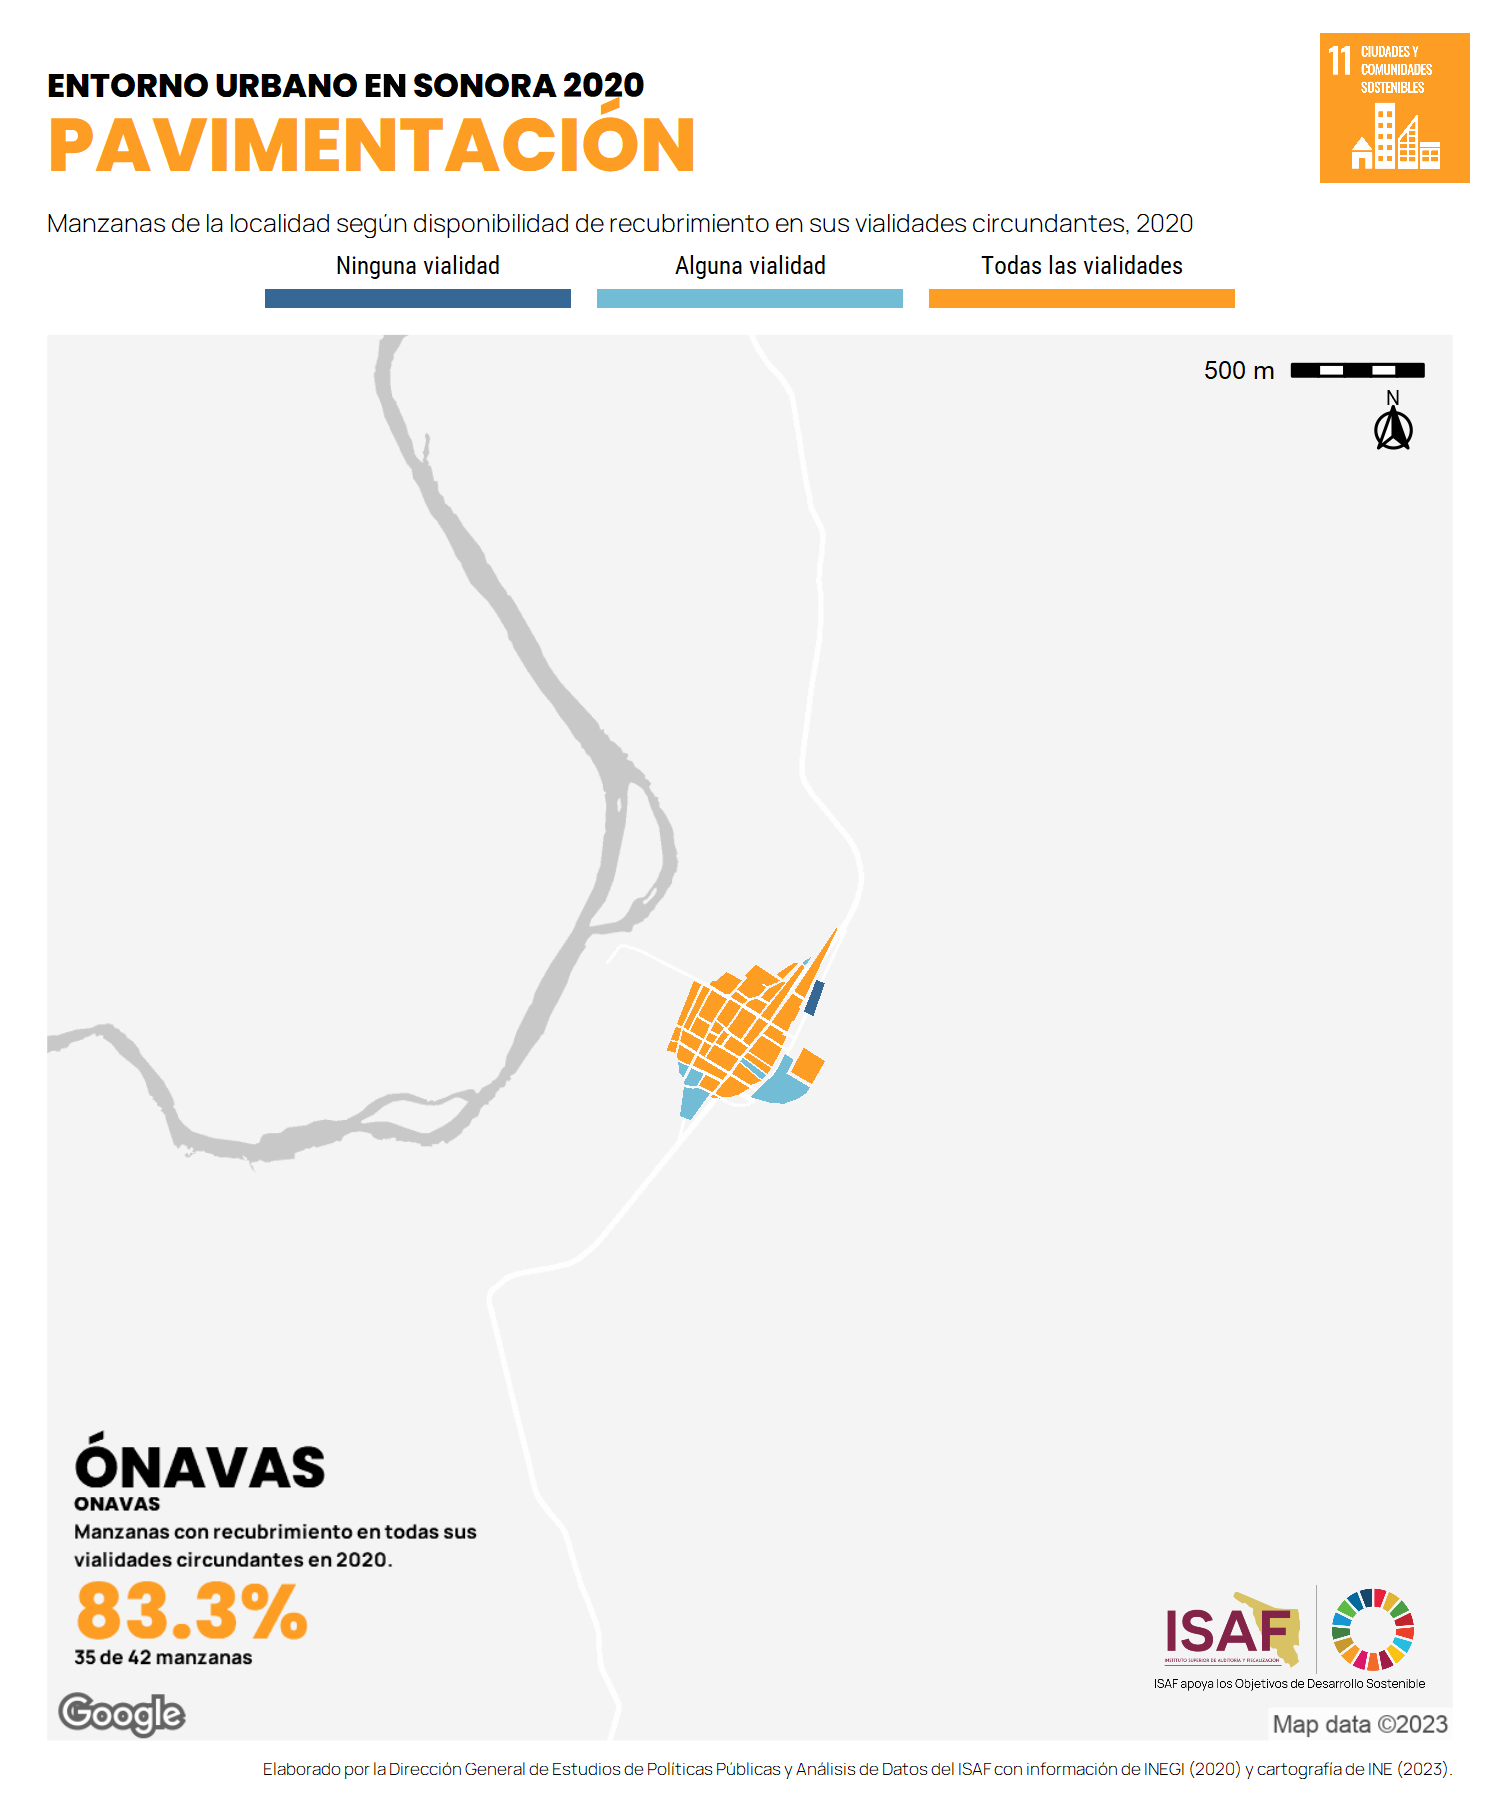 ENTORNO URBANO EN SONORA 2020
PAVIMENTACIÓN
11 CIUDADES Y
COMUNIDADES
SOSTENIBLES
Manzanas de la localidad según disponibilidad de recubrimiento en sus vialidades circundantes, 2020
Ninguna vialidad
Alguna vialidad
Todas las vialidades
500 m
N
ÓNAVAS
ONAVAS
Manzanas con recubrimiento en todas sus
vialidades circundantes en 2020.
83.3%
35 de 42 manzanas
Google
ISAF
INSTITUTO SUPERIOR DE AUDITORÍA Y FISCALIZACIÓN
ISAF apoya los Objetivos de Desarrollo Sostenible
Map data ©2023
Elaborado por la Dirección General de Estudios de Políticas Públicas y Análisis de Datos del ISAF con información de INEGI (2020) y cartografía de INE (2023).